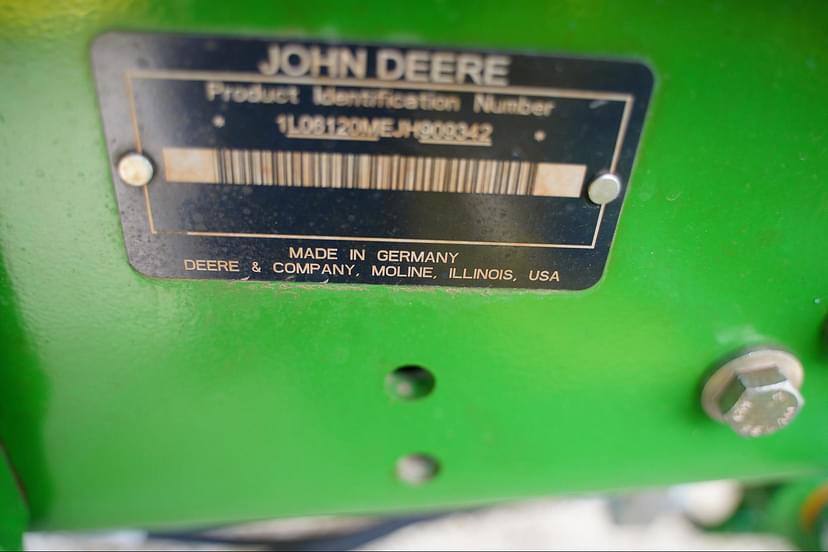 JOHN DEERE
Product Identification Number
1L06120MEJH909342
MADE IN GERMANY
DEERE & COMPANY, MOLINE, ILLINOIS, USA